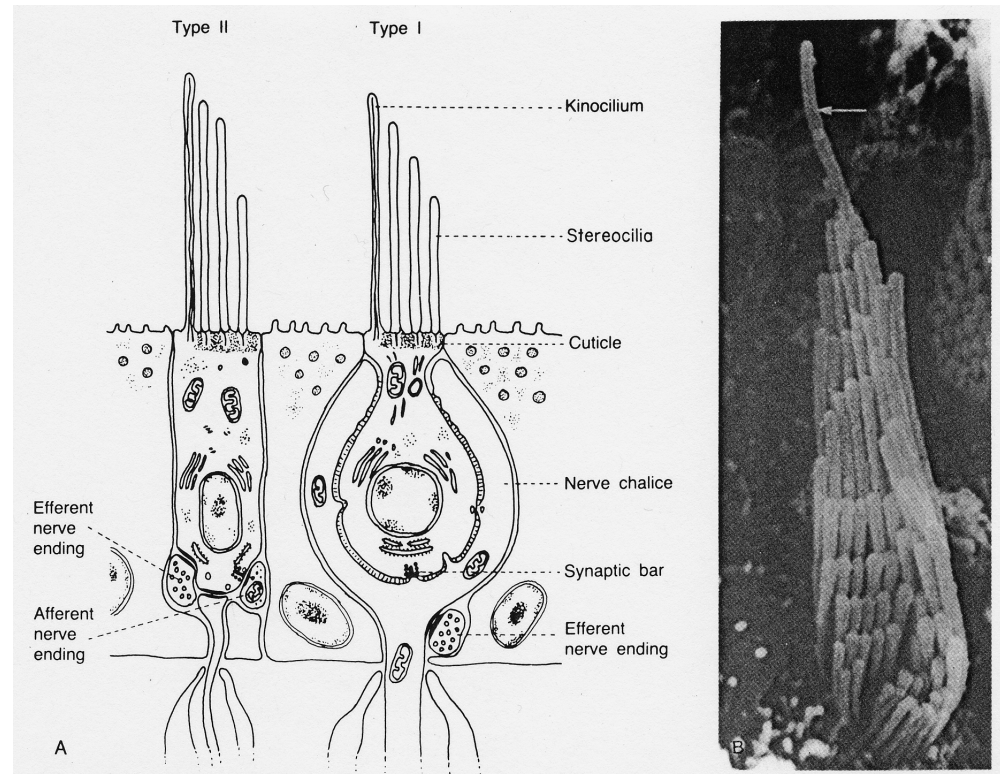 Type II
Type I
Kinocilium
Stereocilia
Cuticle
Nerve chalice
Efferent
nerve
ending
Synaptic bar
Afferent
nerve
ending
Efferent
nerve ending
A
B